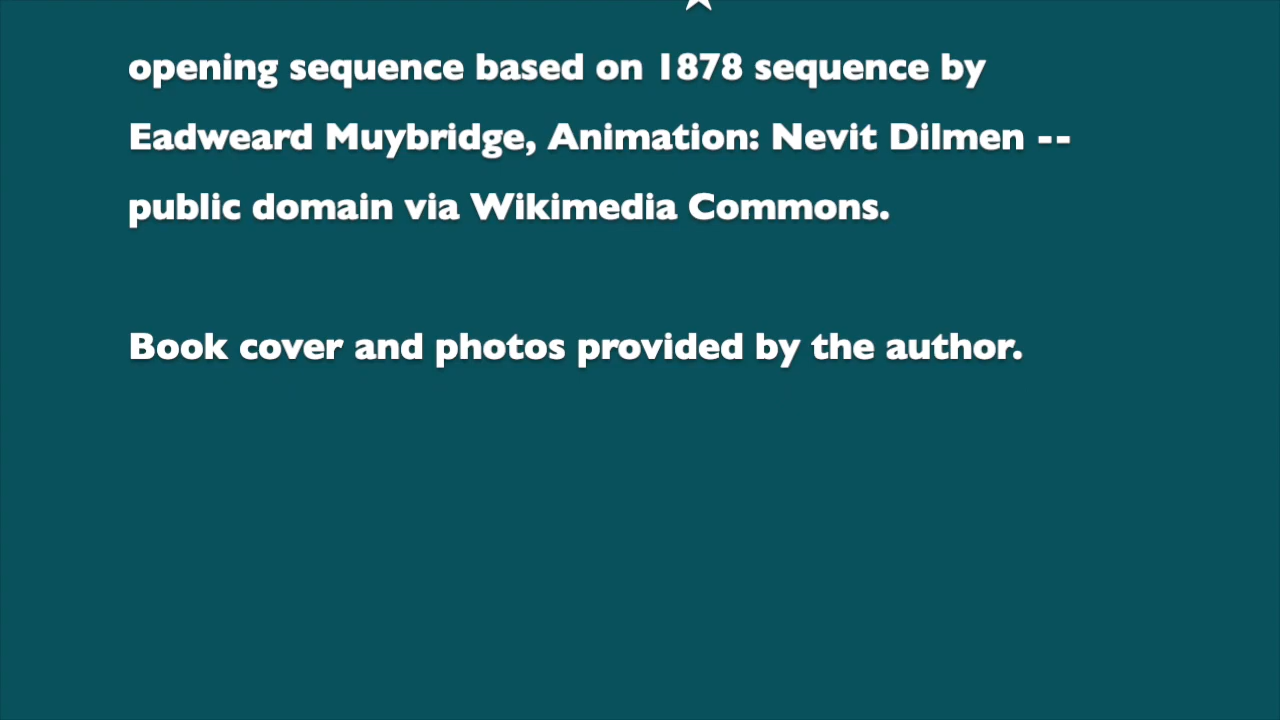 opening sequence based on 1878 sequence by
Eadweard Muybridge, Animation: Nevit Dilmen --
public domain via Wikimedia Commons.
Book cover and photos provided by the author.